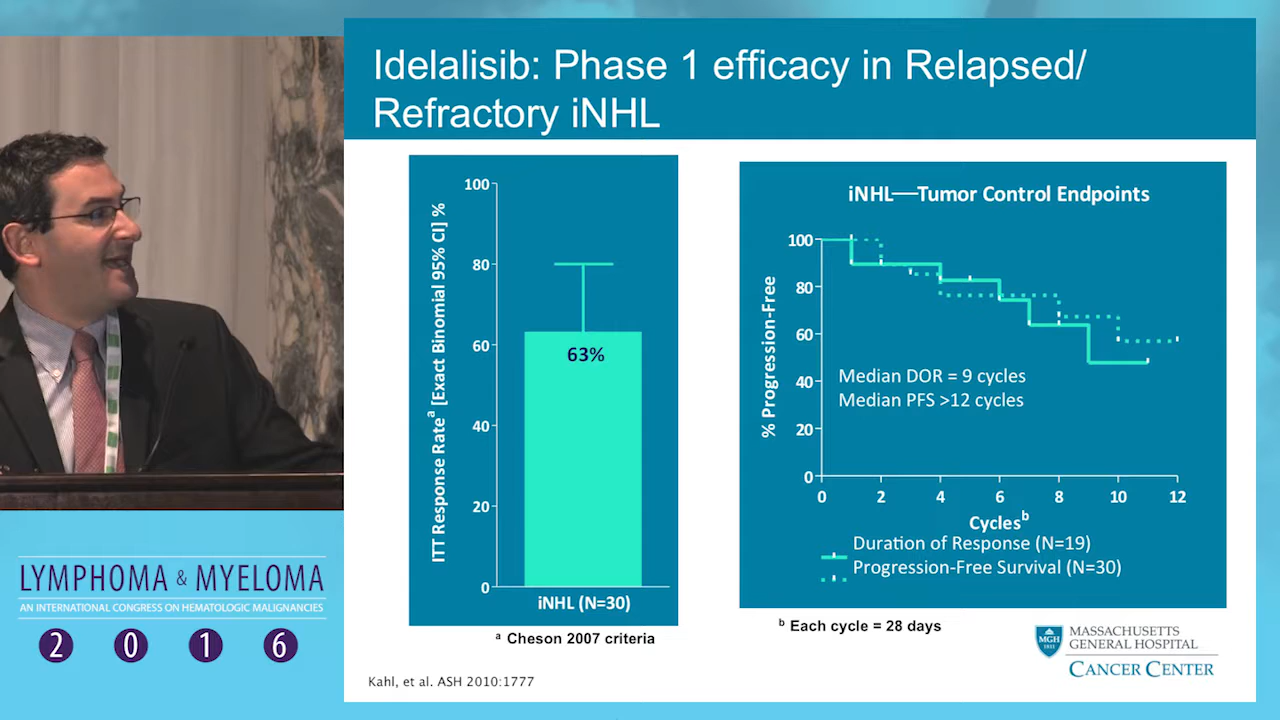 Idelalisib: Phase 1 efficacy in Relapsed/
Refractory iNHL
ITT Response Rateᵃ [Exact Binomial 95% CI] %
100
80
60
40
20
0
63%
iNHL (N=30)
ᵃ Cheson 2007 criteria
iNHL—Tumor Control Endpoints
% Progression-Free
100
80
60
40
20
0
Median DOR = 9 cycles
Median PFS >12 cycles
0 2 4 6 8 10 12
Cyclesᵇ
Duration of Response (N=19)
Progression-Free Survival (N=30)
ᵇ Each cycle = 28 days
Kahl, et al. ASH 2010:1777
MGH
1811
MASSACHUSETTS
GENERAL HOSPITAL
CANCER CENTER
LYMPHOMA & MYELOMA
AN INTERNATIONAL CONGRESS ON HEMATOLOGIC MALIGNANCIES
2 0 1 6